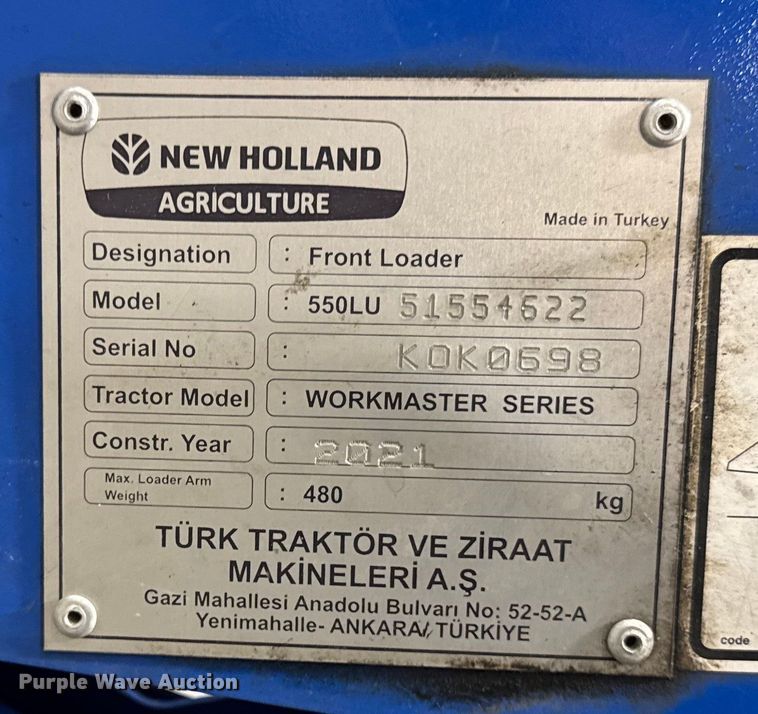 NEW HOLLAND
AGRICULTURE
Made in Turkey
Designation : Front Loader
Model : 550LU 51554622
Serial No : KOK0698
Tractor Model : WORKMASTER SERIES
Constr. Year : 2021
Max. Loader Arm
Weight : 480 kg
TÜRK TRAKTÖR VE ZİRAAT
MAKİNELERİ A.Ş.
Gazi Mahallesi Anadolu Bulvarı No: 52-52-A
Yenimahalle- ANKARA/ TÜRKİYE
code
Purple Wave Auction